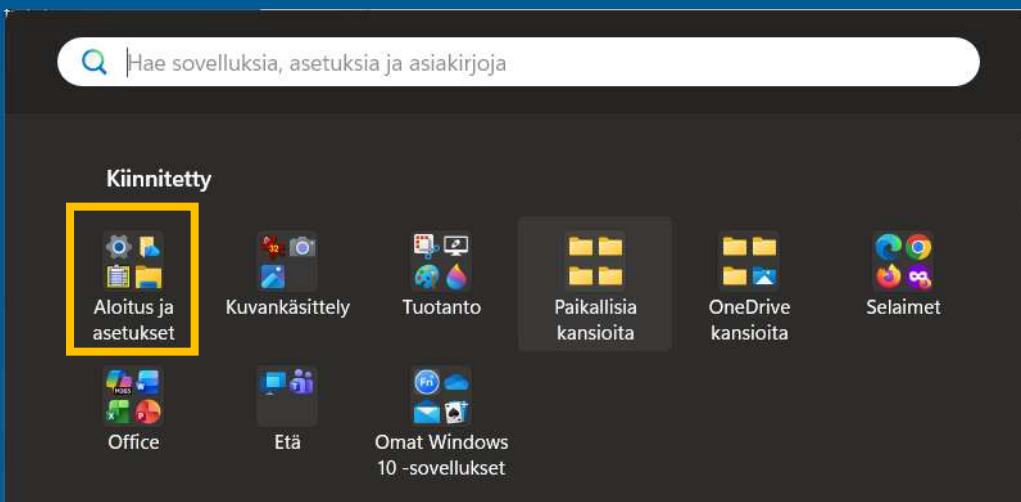 Hae sovelluksia, asetuksia ja asiakirjoja
Kiinnitetty
Aloitus ja
asetukset
Kuvankäsittely
Tuotanto
Paikallisia
kansioita
OneDrive
kansioita
Selaimet
Office
Etä
Omat Windows
10 -sovellukset